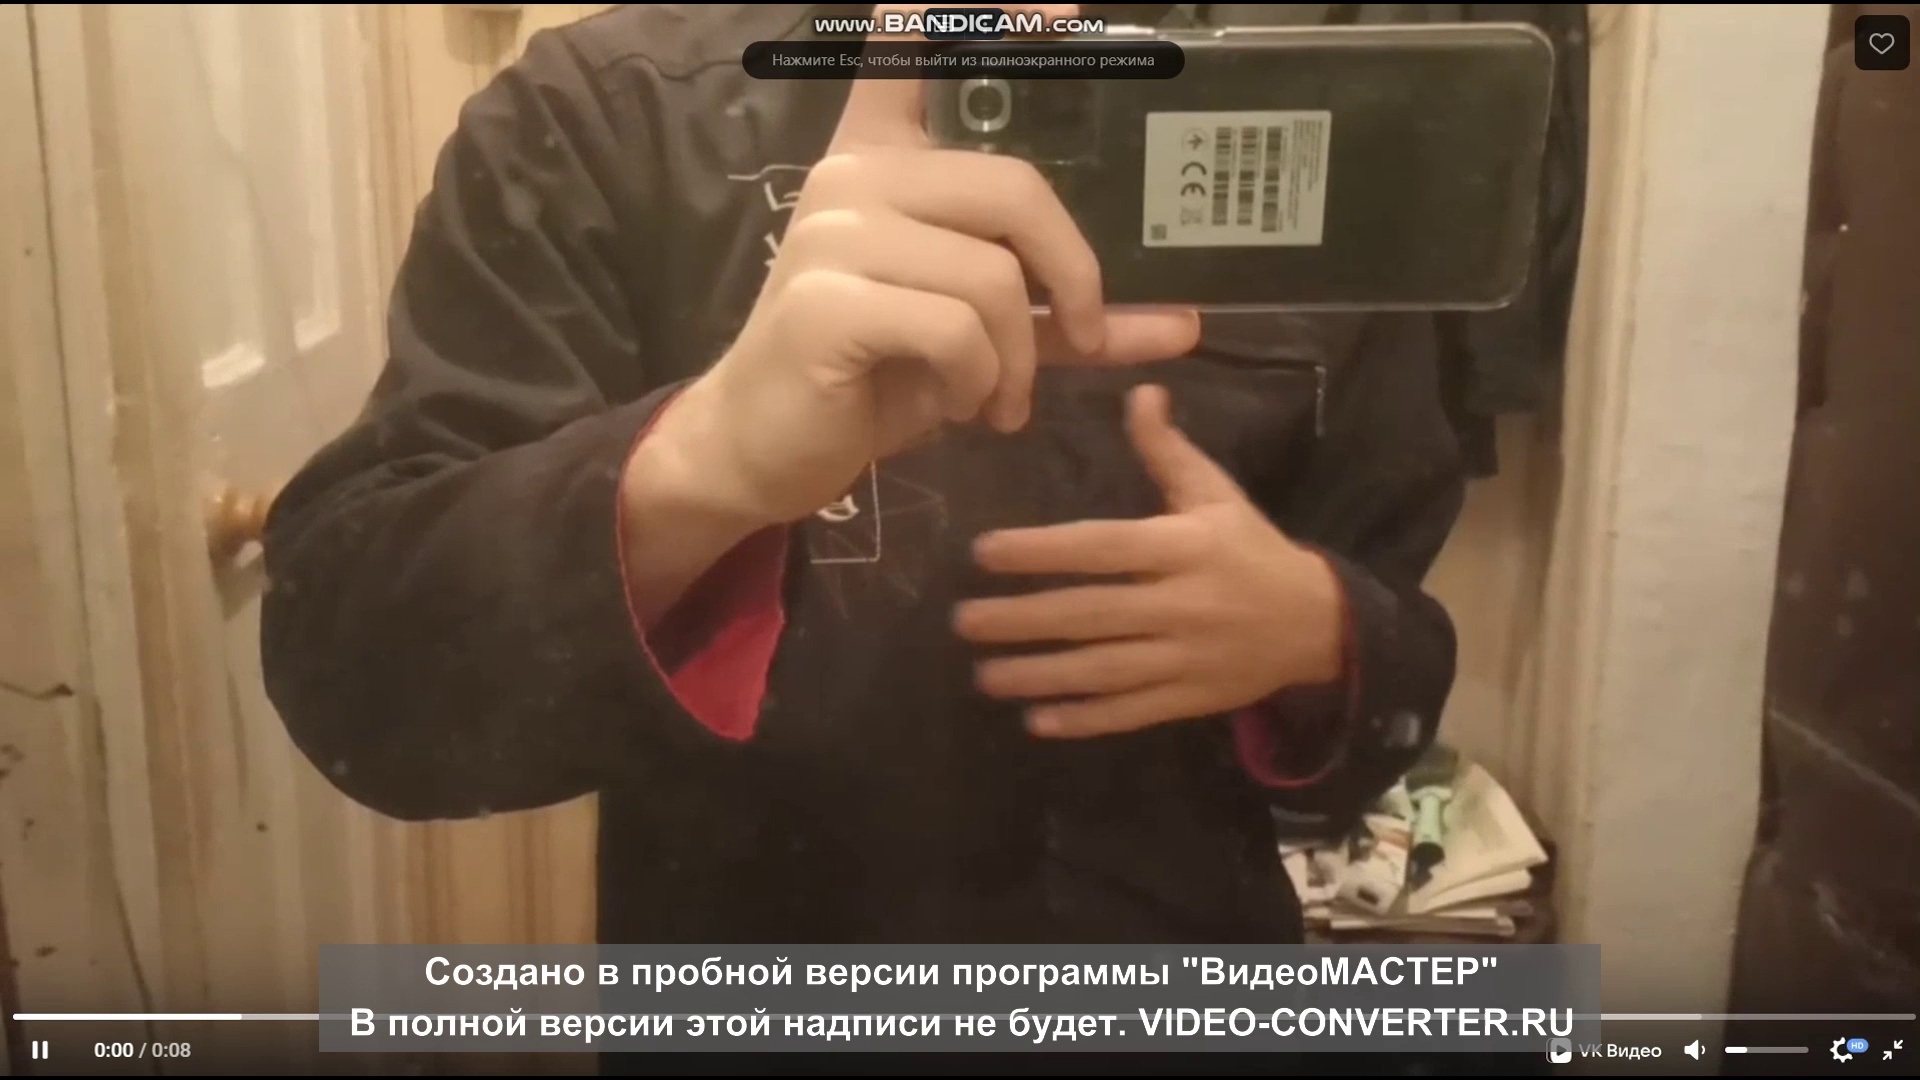 www.BANDICAM.com
Нажмите Esc, чтобы выйти из полноэкранного режима
CE
Создано в пробной версии программы "ВидеоМАСТЕР"
В полной версии этой надписи не будет. VIDEO-CONVERTER.RU
0:00 / 0:08
VK Видео
HD